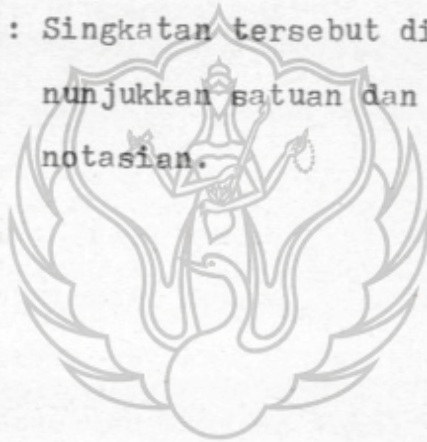 : Singkatan tersebut di
nunjukkan satuan dan
notasian.